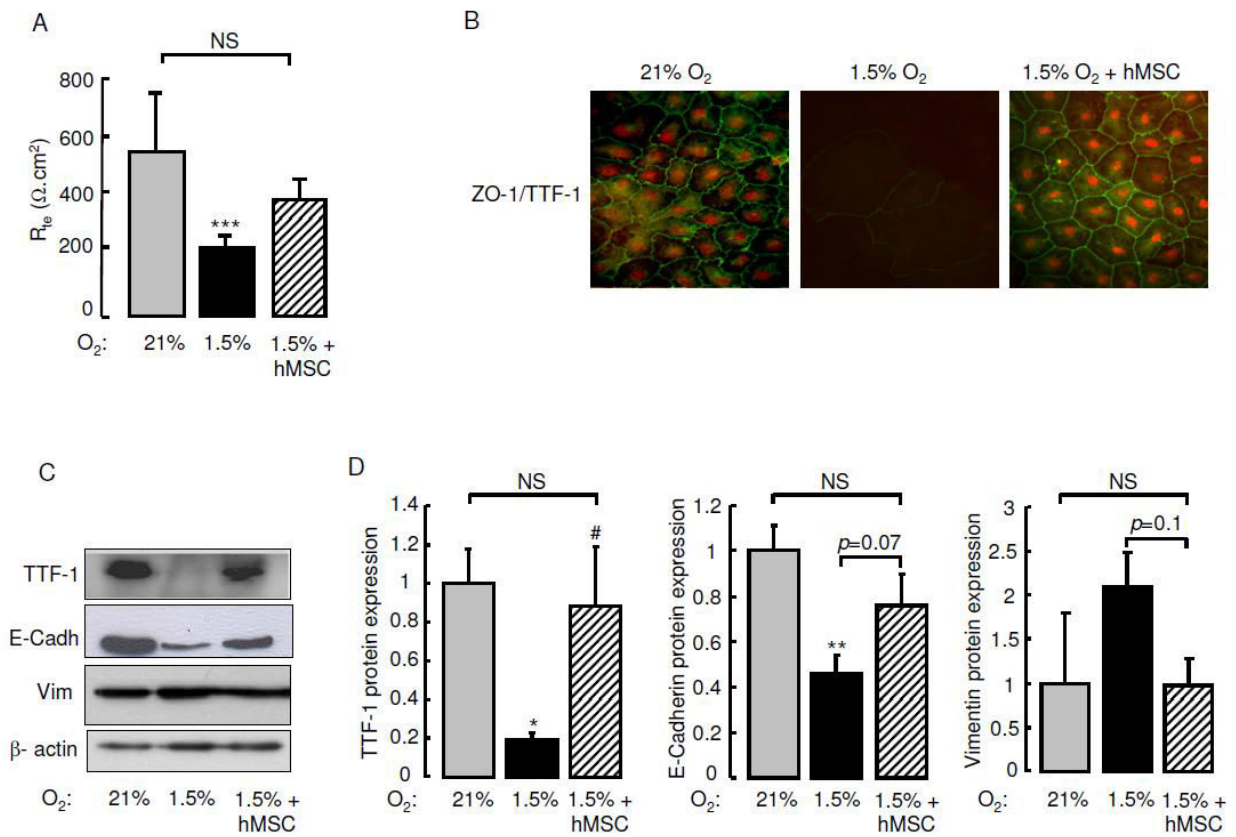 A
NS
800
600
400
200
0
Rte (Ω.cm²)
***
O2: 21% 1.5% 1.5% +
hMSC
B
21% O2 1.5% O2 1.5% O2 + hMSC
ZO-1/TTF-1
C
TTF-1
E-Cadh
Vim
β- actin
O2: 21% 1.5% 1.5% +
hMSC
D
NS
1.4
1.2
1
0.8
0.6
0.4
0.2
0
TTF-1 protein expression
#
*
O2: 21% 1.5% 1.5% +
hMSC
NS
1.2
1
0.8
0.6
0.4
0.2
0
E-Cadherin protein expression
p=0.07
**
O2: 21% 1.5% 1.5% +
hMSC
NS
3
2.5
2
1.5
1
0.5
0
Vimentin protein expression
p=0.1
O2: 21% 1.5% 1.5% +
hMSC